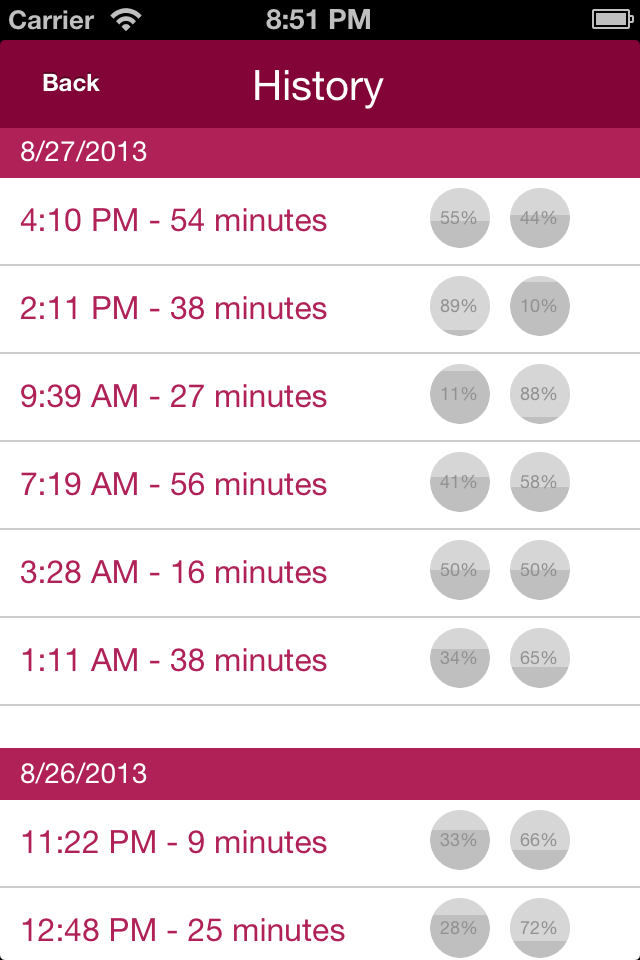 Carrier 8:51 PM
Back History
8/27/2013
4:10 PM - 54 minutes 55% 44%
2:11 PM - 38 minutes 89% 10%
9:39 AM - 27 minutes 11% 88%
7:19 AM - 56 minutes 41% 58%
3:28 AM - 16 minutes 50% 50%
1:11 AM - 38 minutes 34% 65%
8/26/2013
11:22 PM - 9 minutes 33% 66%
12:48 PM - 25 minutes 28% 72%